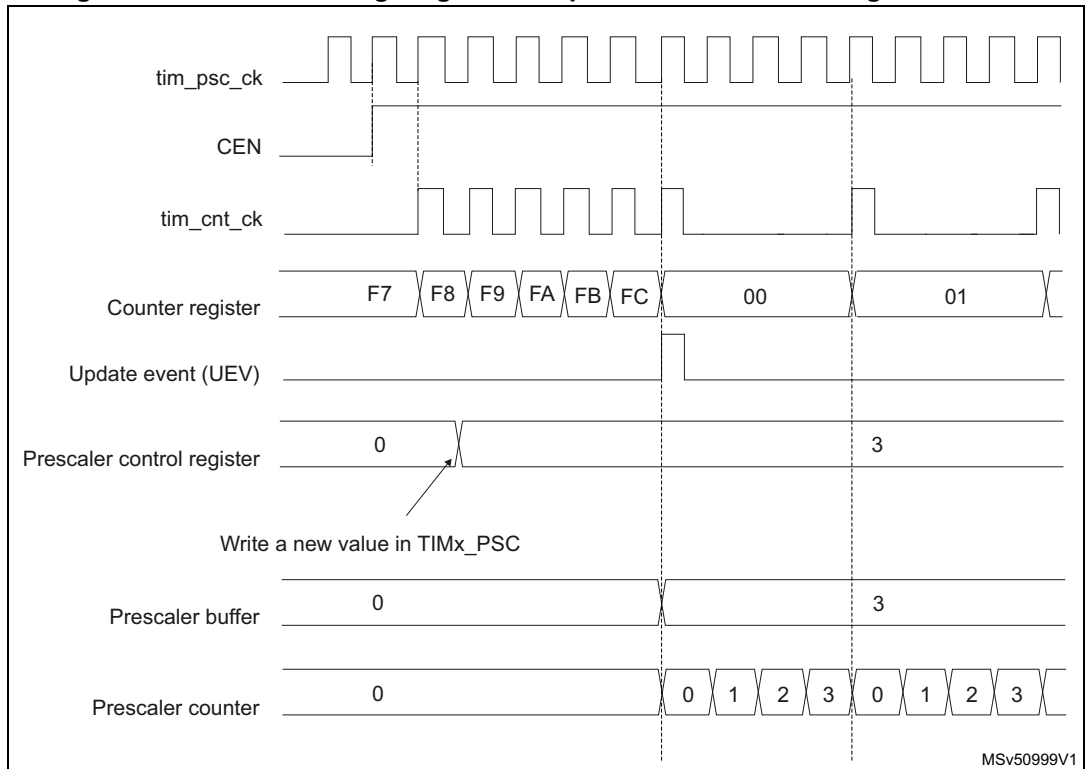 tim_psc_ck
CEN
tim_cnt_ck
Counter register F7 F8 F9 FA FB FC 00 01
Update event (UEV)
Prescaler control register 0 3
Write a new value in TIMx_PSC
Prescaler buffer 0 3
Prescaler counter 0 0 1 2 3 0 1 2 3
MSv50999V1